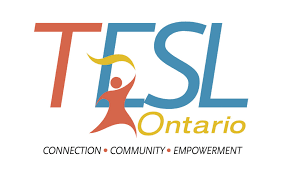 TESL
Ontario
CONNECTION • COMMUNITY • EMPOWERMENT